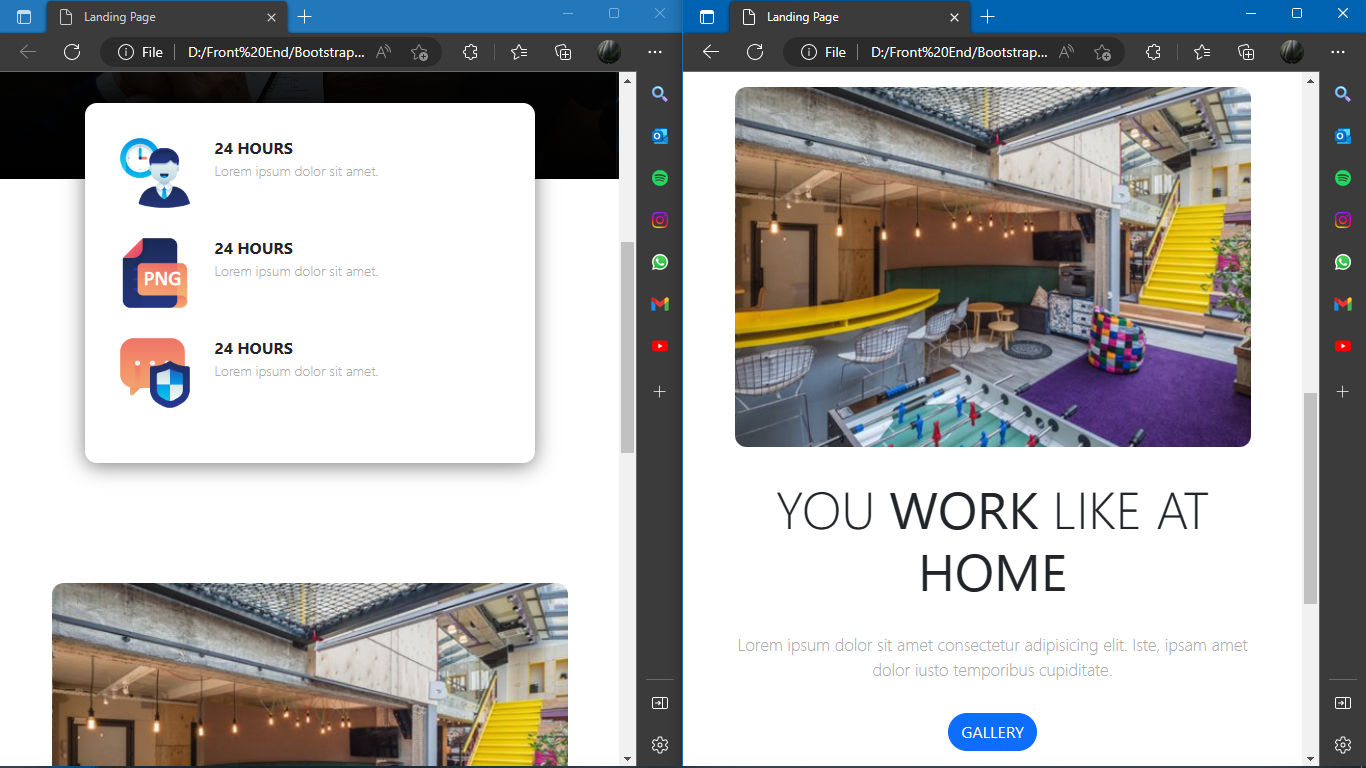 Landing Page
File
D:/Front%20End/Bootstrap...
24 HOURS
Lorem ipsum dolor sit amet.
PNG
24 HOURS
Lorem ipsum dolor sit amet.
24 HOURS
Lorem ipsum dolor sit amet.
Landing Page
File
D:/Front%20End/Bootstrap...
YOU WORK LIKE AT
HOME
Lorem ipsum dolor sit amet consectetur adipisicing elit. Iste, ipsam amet
dolor iusto temporibus cupiditate.
GALLERY